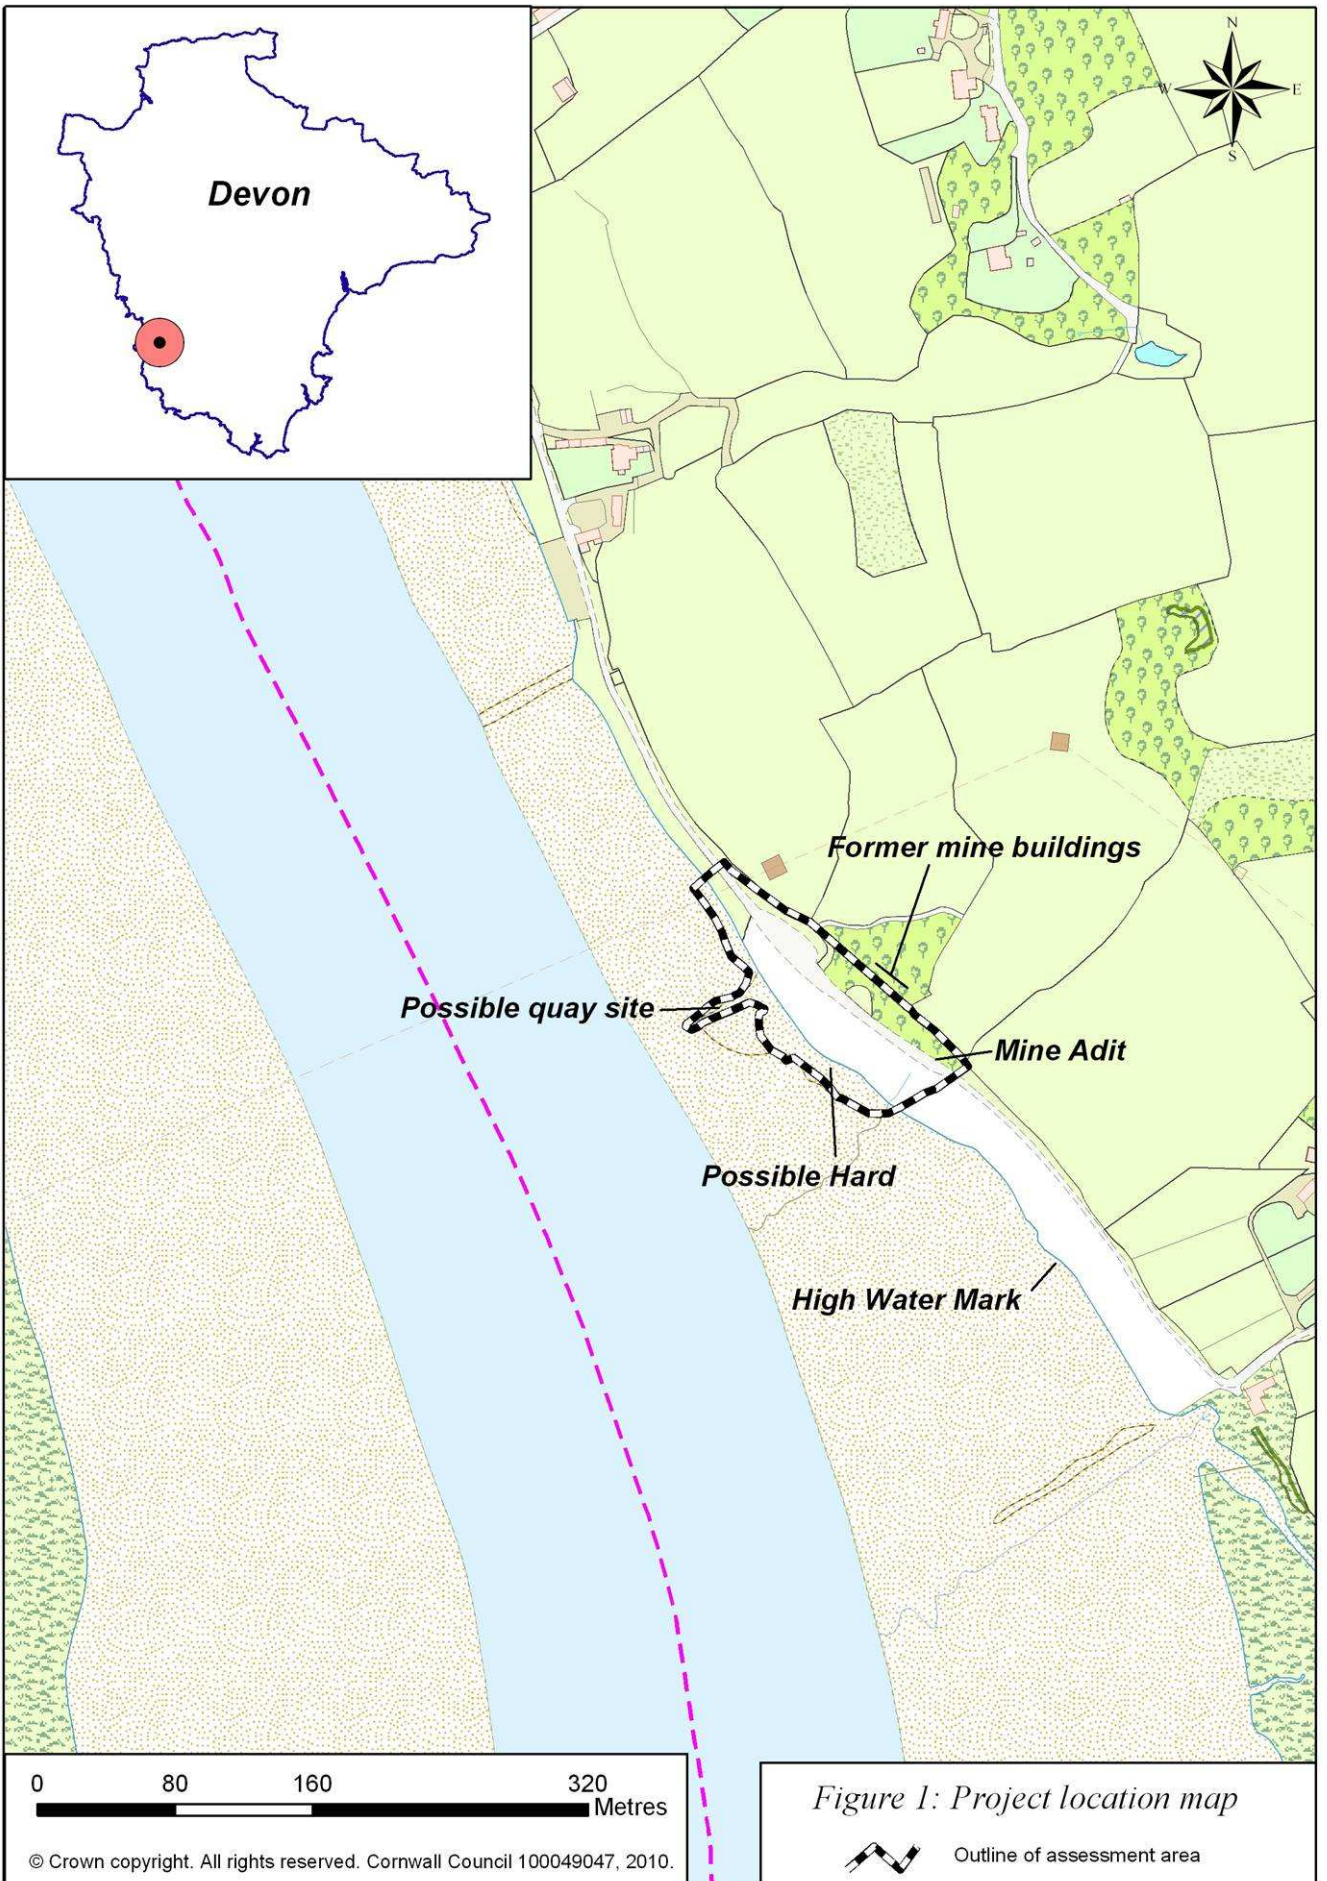 Devon
N
W E
S
Former mine buildings
Possible quay site
Mine Adit
Possible Hard
High Water Mark
0 80 160 320
Metres
© Crown copyright. All rights reserved. Cornwall Council 100049047, 2010.
Figure 1: Project location map
Outline of assessment area